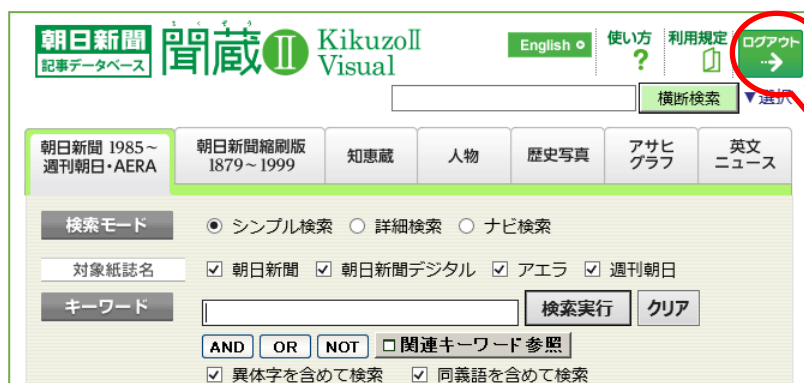 きくぞう
朝日新聞
記事データベース
聞蔵Ⅱ
KikuzoⅡ
Visual
English
使い方
?
利用規定
ログアウト
横断検索
▼選択
朝日新聞 1985～
週刊朝日・AERA
朝日新聞縮刷版
1879～1999
知恵蔵
人物
歴史写真
アサヒ
グラフ
英文
ニュース
検索モード
シンプル検索 詳細検索 ナビ検索
対象紙誌名
朝日新聞 朝日新聞デジタル アエラ 週刊朝日
キーワード
検索実行 クリア
AND OR NOT 関連キーワード参照
異体字を含めて検索 同義語を含めて検索